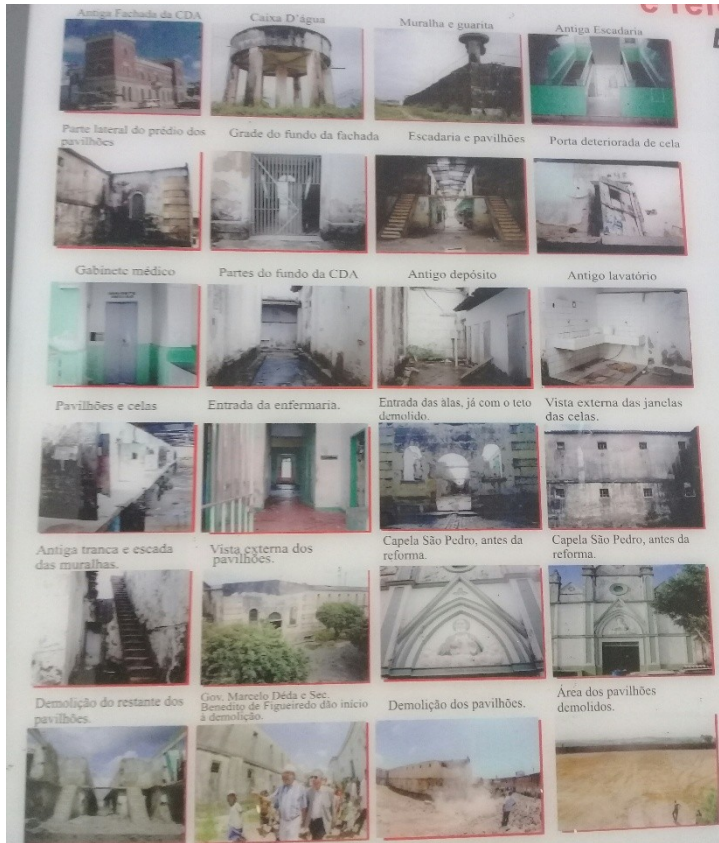 Antiga Fachada da CDA
Caixa D'água
Muralha e guarita
Antiga Escadaria
Parte lateral do prédio dos
pavilhões
Grade do fundo da fachada
Escadaria e pavilhões
Porta deteriorada de cela
Gabinete médico
Partes do fundo da CDA
Antigo depósito
Antigo lavatório
Pavilhões e celas
Entrada da enfermaria.
Entrada das alas, já com o teto
demolido.
Vista externa das janelas
das celas.
Antiga tranca e escada
das muralhas.
Vista externa dos
pavilhões.
Capela São Pedro, antes da
reforma.
Capela São Pedro, antes da
reforma.
Demolição do restante dos
pavilhões.
Gov. Marcelo Déda e Sec.
Benedito de Figueiredo dão início
à demolição.
Demolição dos pavilhões.
Área dos pavilhões
demolidos.